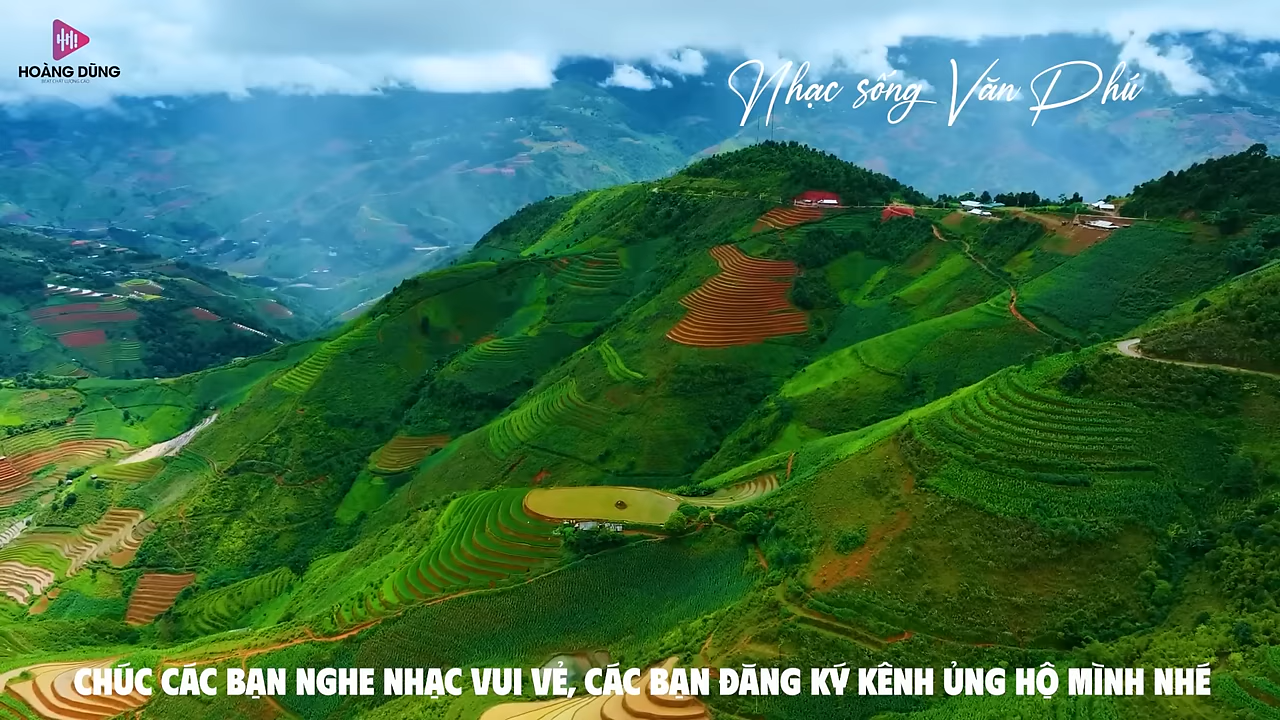 HOÀNG DŨNG
Nhạc sống Văn Phú
CHÚC CÁC BẠN NGHE NHẠC VUI VẺ, CÁC BẠN ĐĂNG KÝ KÊNH ỦNG HỘ MÌNH NHÉ